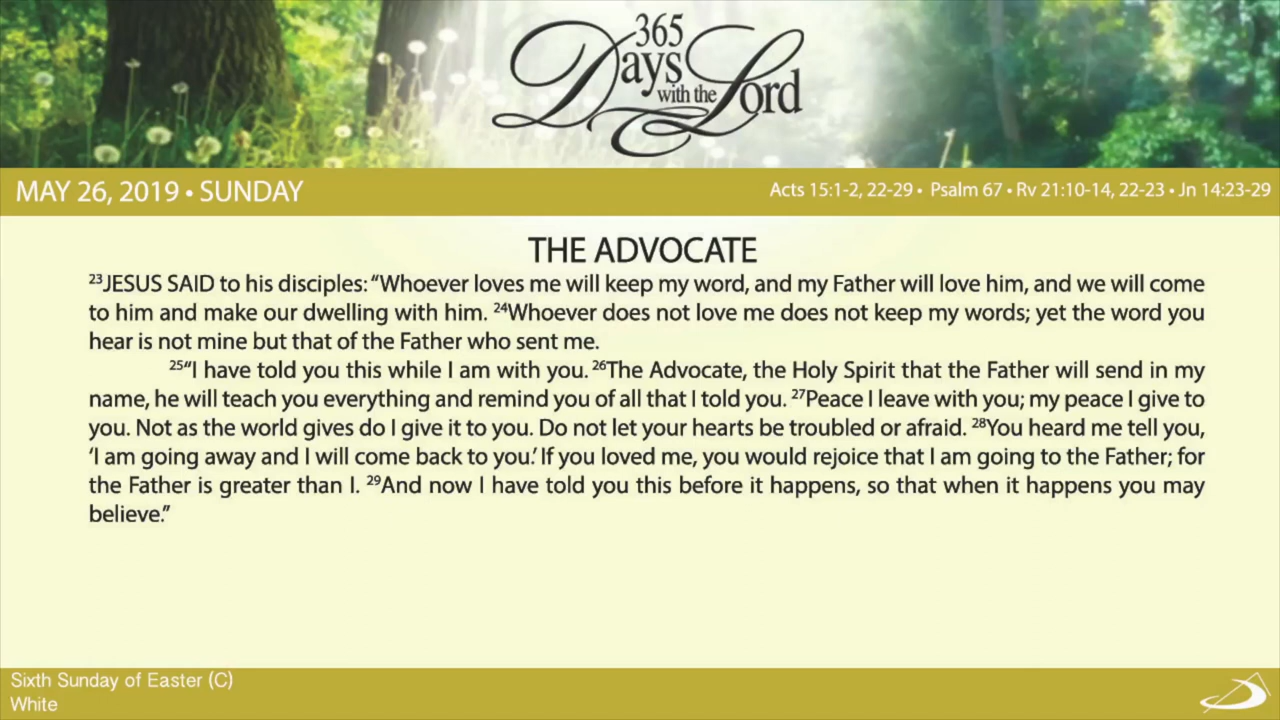 365
Days
with the Lord
MAY 26, 2019 • SUNDAY
Acts 15:1-2, 22-29 • Psalm 67 • Rv 21:10-14, 22-23 • Jn 14:23-29
THE ADVOCATE
²³JESUS SAID to his disciples: “Whoever loves me will keep my word, and my Father will love him, and we will come
to him and make our dwelling with him. ²⁴Whoever does not love me does not keep my words; yet the word you
hear is not mine but that of the Father who sent me.
²⁵“I have told you this while I am with you. ²⁶The Advocate, the Holy Spirit that the Father will send in my
name, he will teach you everything and remind you of all that I told you. ²⁷Peace I leave with you; my peace I give to
you. Not as the world gives do I give it to you. Do not let your hearts be troubled or afraid. ²⁸You heard me tell you,
‘I am going away and I will come back to you.’ If you loved me, you would rejoice that I am going to the Father; for
the Father is greater than I. ²⁹And now I have told you this before it happens, so that when it happens you may
believe.”
Sixth Sunday of Easter (C)
White